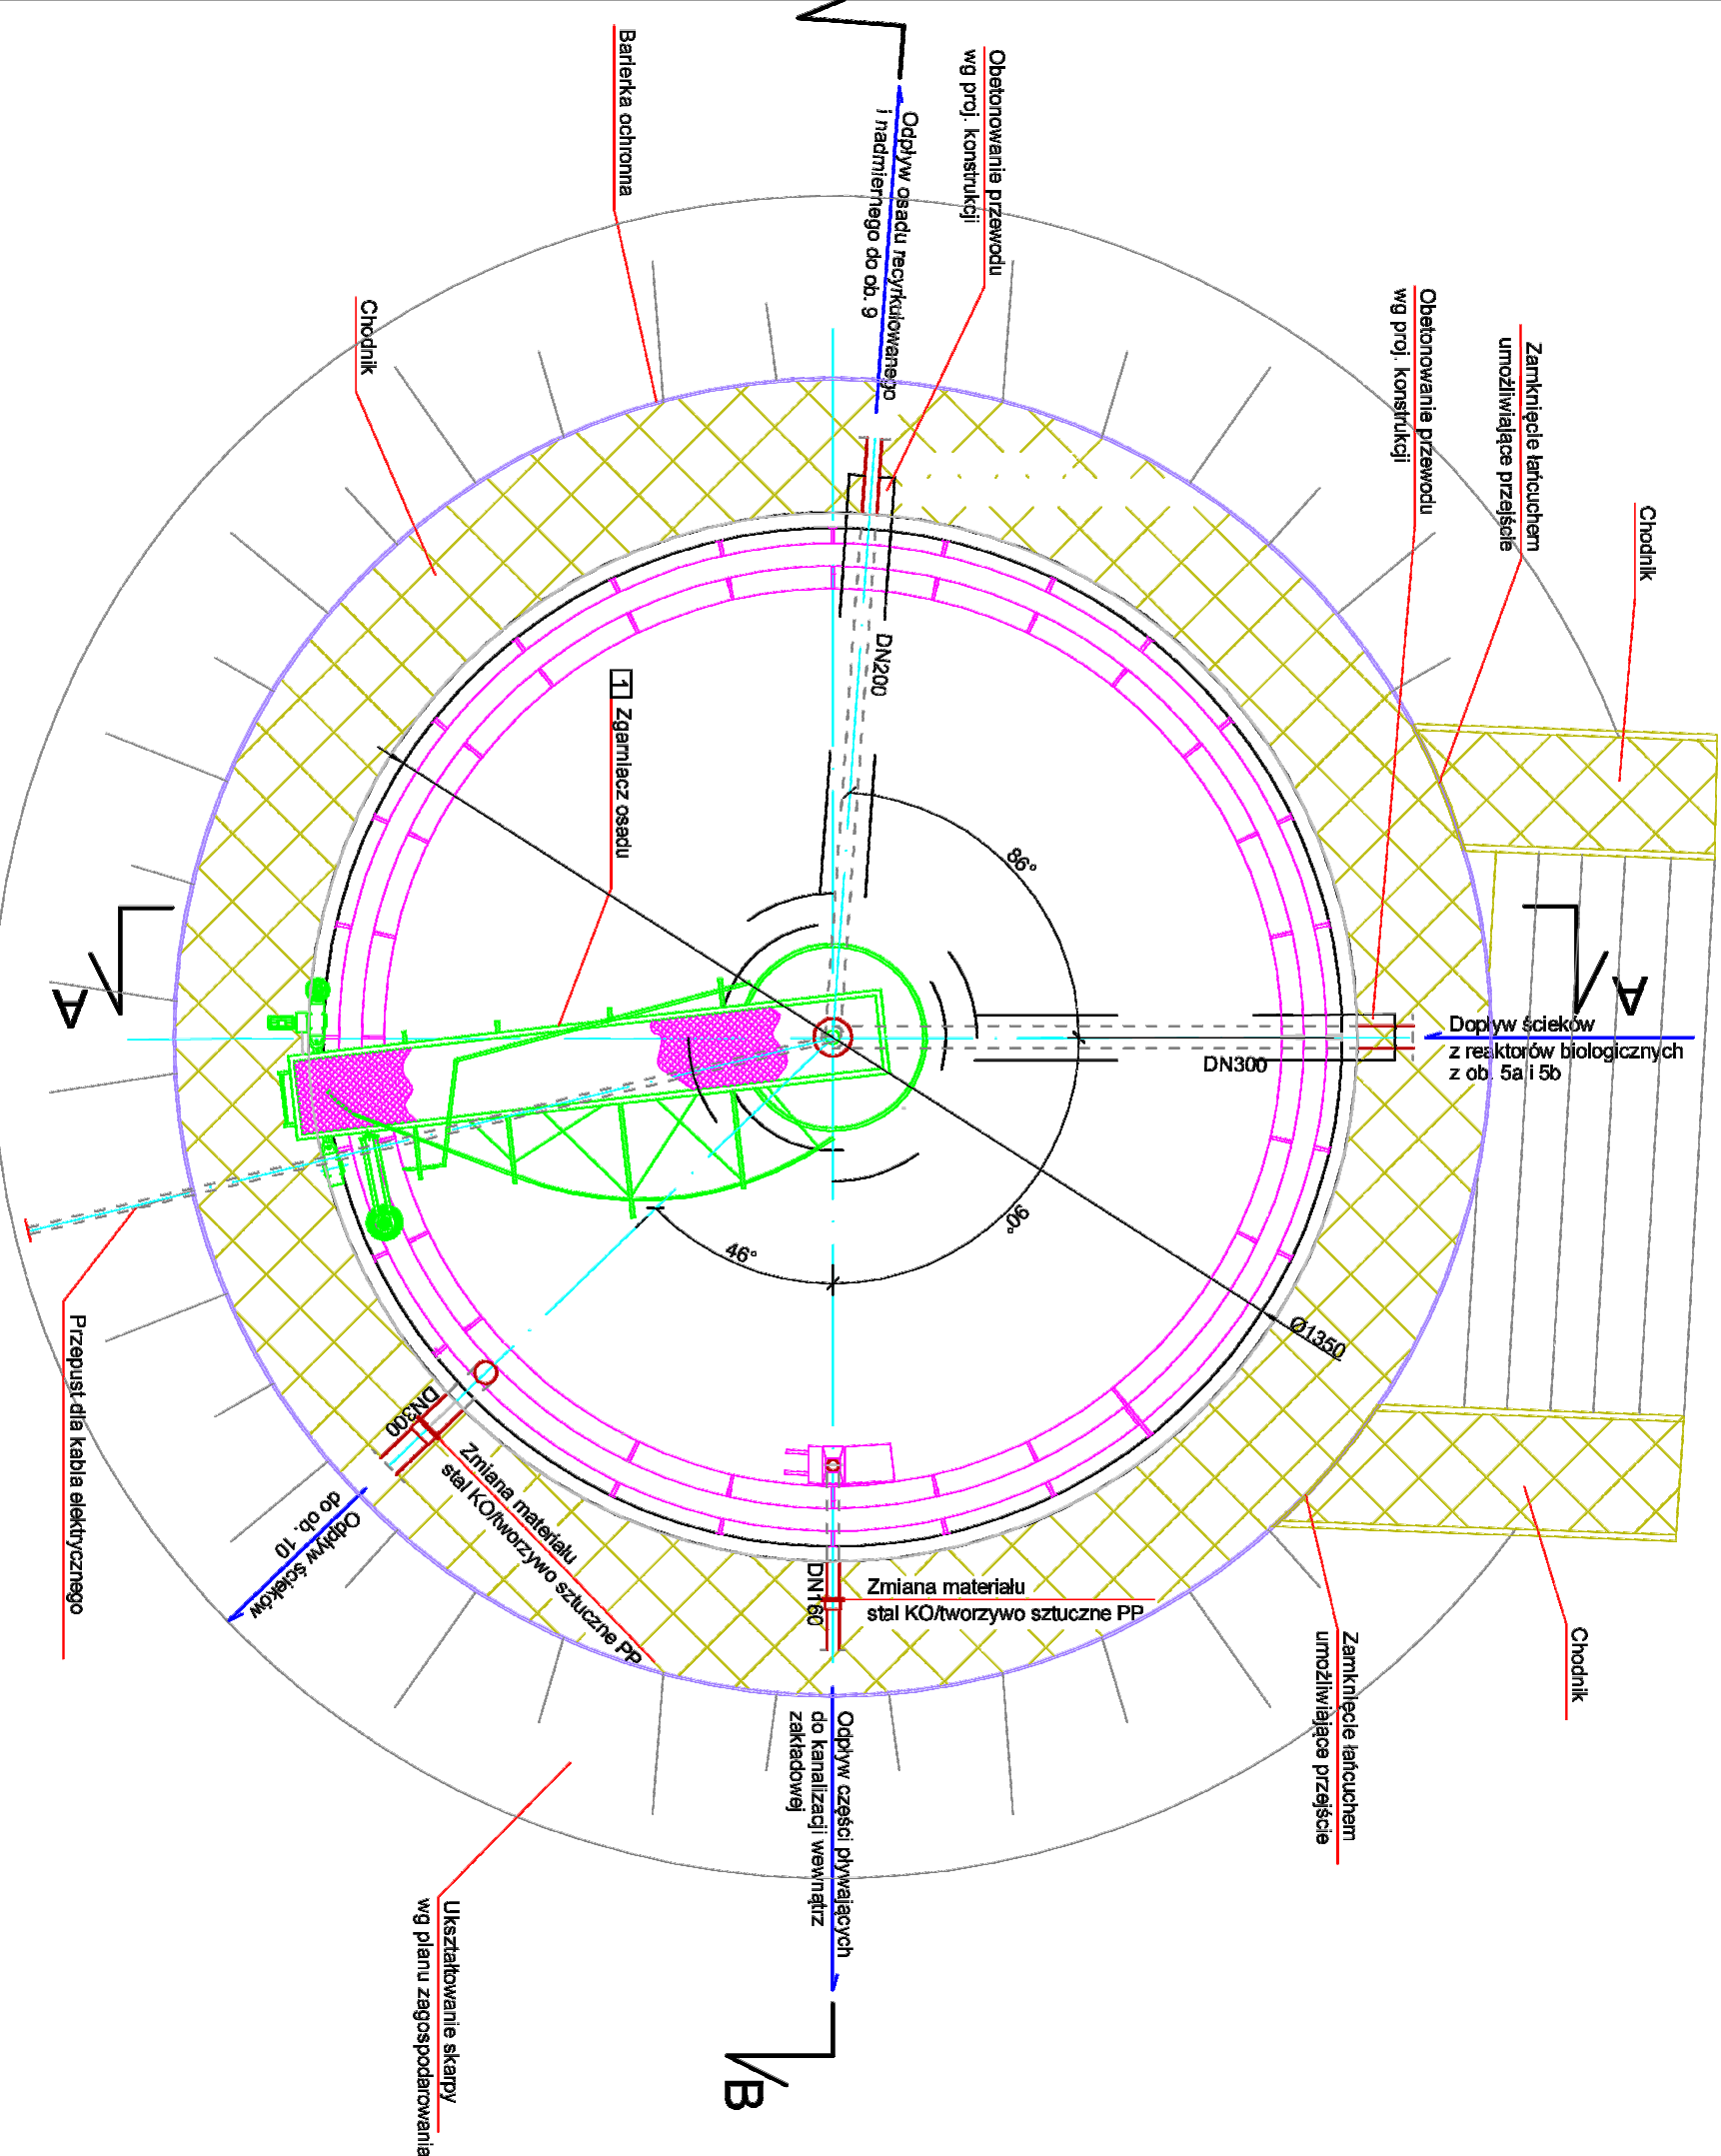 Barierka ochronna
Obetonowanie przewodu
wg proj. konstrukcji
Odpływ osadu recyrkulowanego
i nadmiernego do ob. 9
Chodnik
Obetonowanie przewodu
wg proj. konstrukcji
Zamknięcie łańcuchem
umożliwiające przejście
Chodnik
DN200
1 Zgarniacz osadu
86°
A
A
Dopływ ścieków
z reaktorów biologicznych
z ob. 5a i 5b
DN300
90°
46°
Ø1350
Przepust dla kabla elektrycznego
DN300
Zmiana materiału
stal KO/tworzywo sztuczne PP
Odpływ ścieków
do ob. 10
DN160
Zmiana materiału
stal KO/tworzywo sztuczne PP
Zamknięcie łańcuchem
umożliwiające przejście
Chodnik
Odpływ części pływających
do kanalizacji wewnątrz
zakładowej
Ukształtowanie skarpy
wg planu zagospodarowania
B